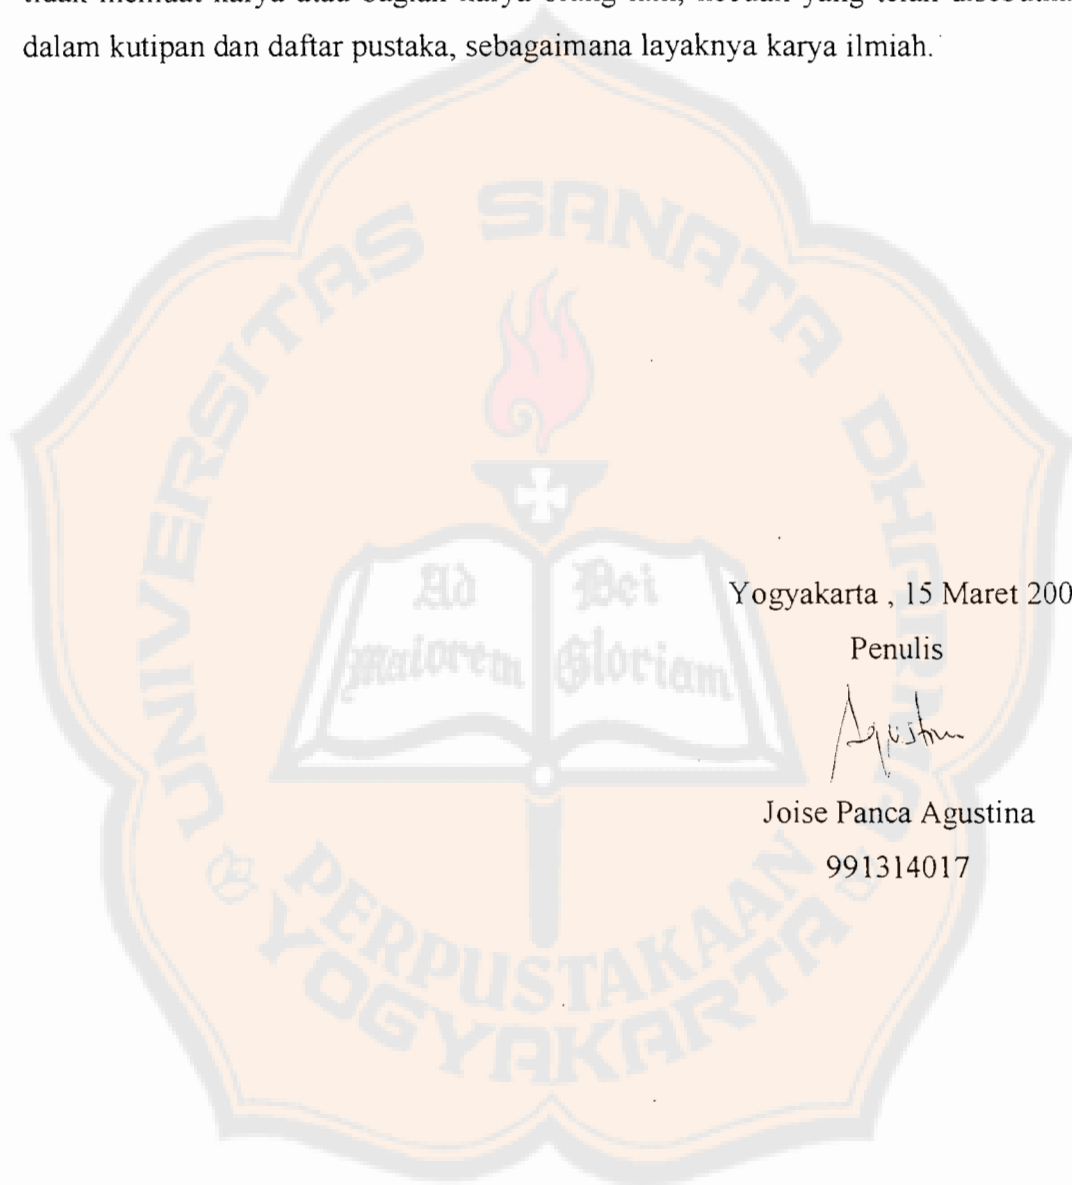 dalam kutipan dan daftar pustaka, sebagaimana layaknya karya ilmiah.
UNIVERSITAS SANATA DHARMA
Ad Dei
maiorem Gloriam
Yogyakarta , 15 Maret 200
Penulis
Agustin
Joise Panca Agustina
991314017
PERPUSTAKAAN
YOGYAKARTA